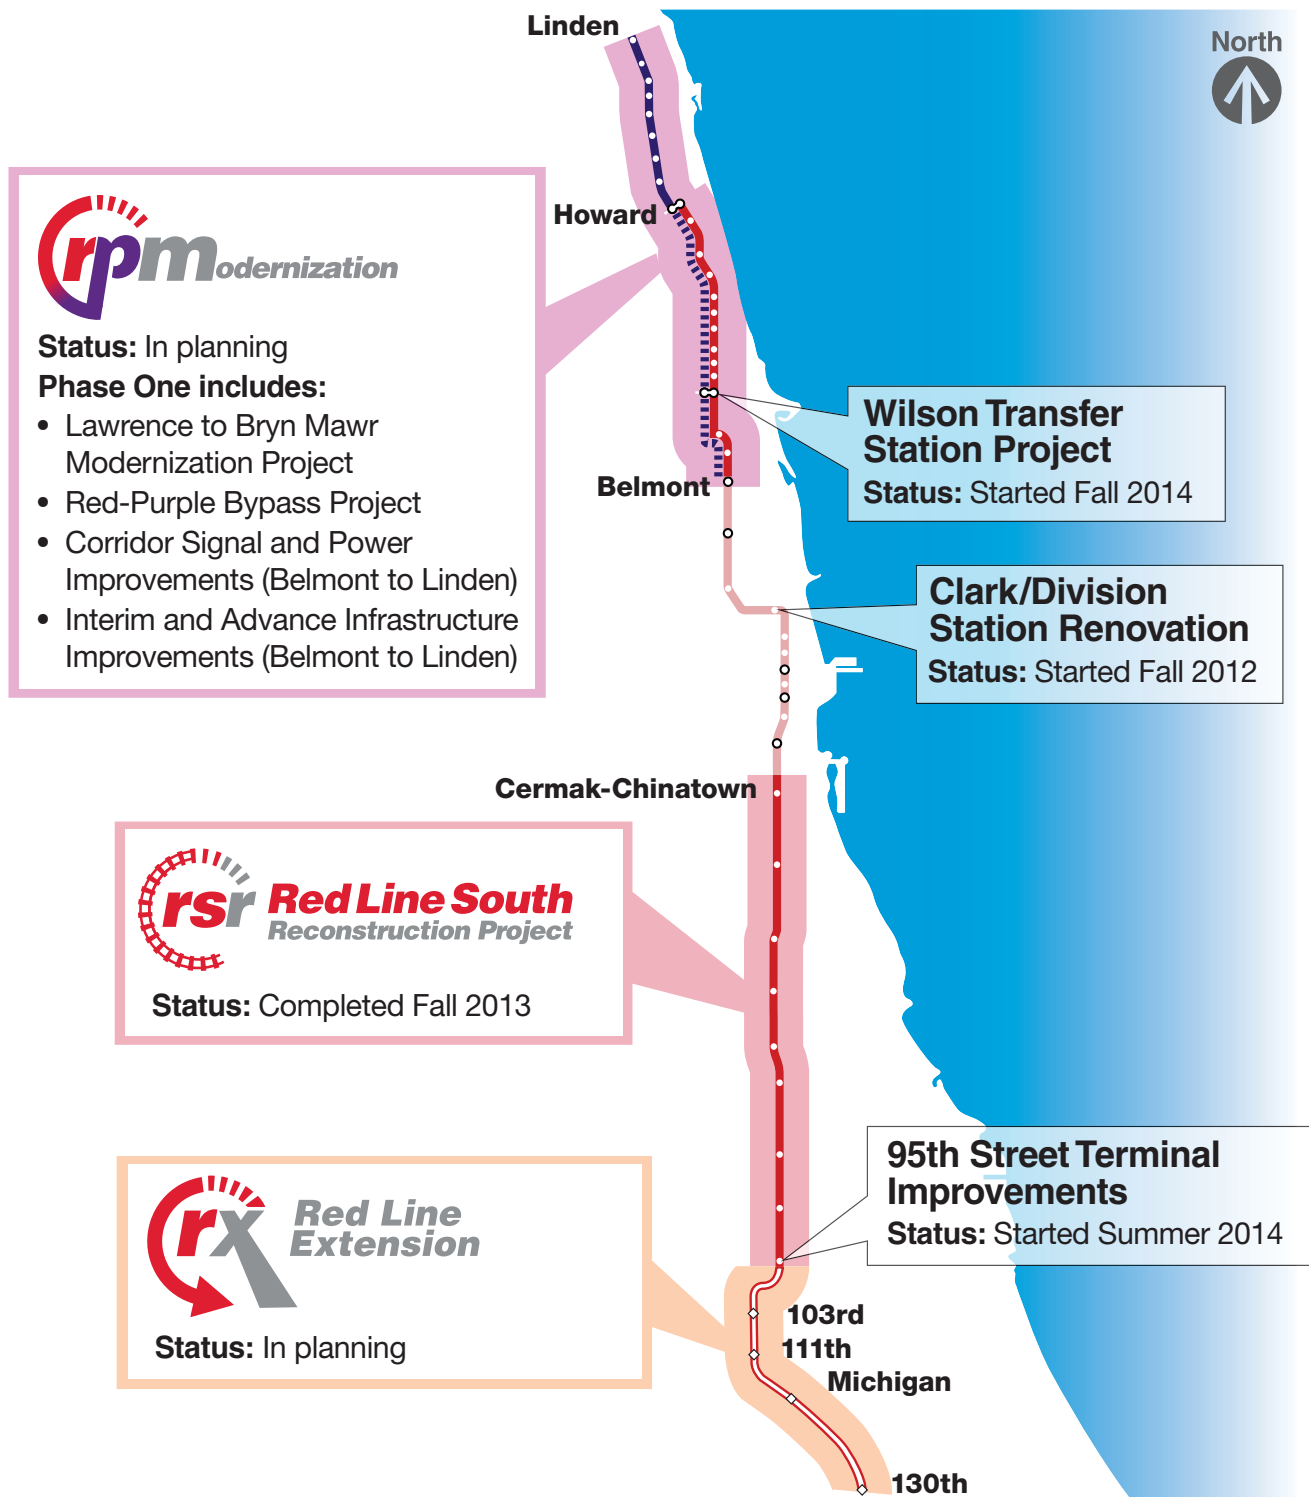 Linden
North
Howard
rpmodernization
Status: In planning
Phase One includes:
• Lawrence to Bryn Mawr
Modernization Project
• Red-Purple Bypass Project
• Corridor Signal and Power
Improvements (Belmont to Linden)
• Interim and Advance Infrastructure
Improvements (Belmont to Linden)
Wilson Transfer
Station Project
Status: Started Fall 2014
Belmont
Clark/Division
Station Renovation
Status: Started Fall 2012
Cermak-Chinatown
rsr Red Line South
Reconstruction Project
Status: Completed Fall 2013
95th Street Terminal
Improvements
Status: Started Summer 2014
rx Red Line
Extension
Status: In planning
103rd
111th
Michigan
130th